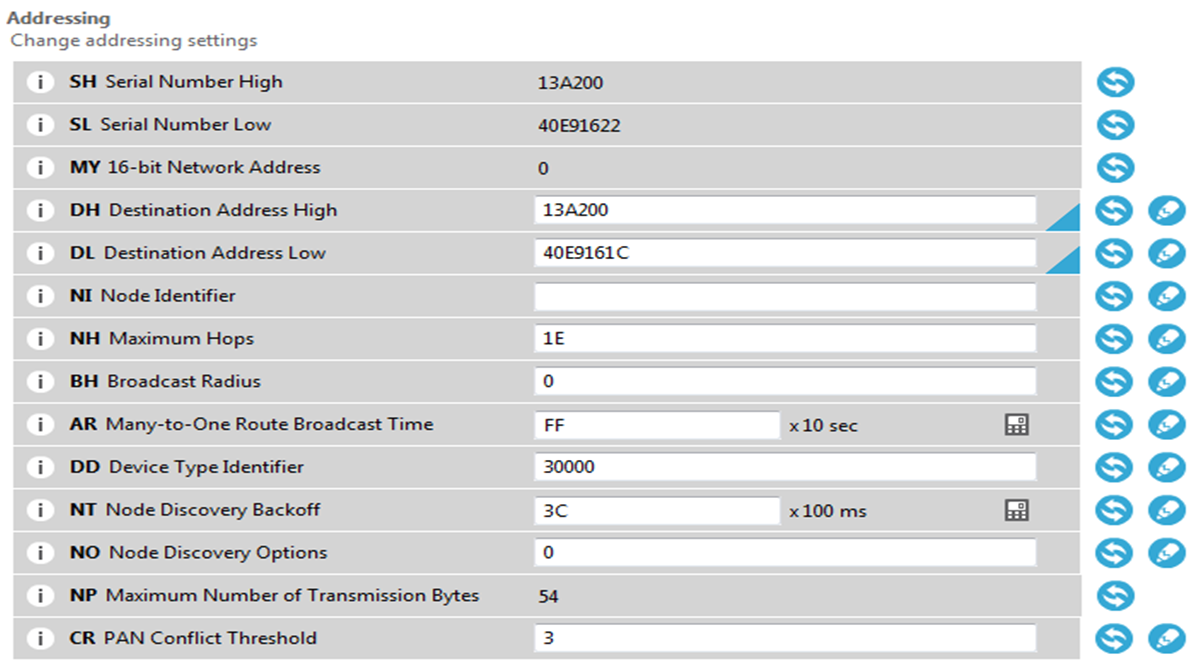 Addressing
Change addressing settings
i SH Serial Number High 13A200
i SL Serial Number Low 40E91622
i MY 16-bit Network Address 0
i DH Destination Address High 13A200
i DL Destination Address Low 40E9161C
i NI Node Identifier
i NH Maximum Hops 1E
i BH Broadcast Radius 0
i AR Many-to-One Route Broadcast Time FF x 10 sec
i DD Device Type Identifier 30000
i NT Node Discovery Backoff 3C x 100 ms
i NO Node Discovery Options 0
i NP Maximum Number of Transmission Bytes 54
i CR PAN Conflict Threshold 3